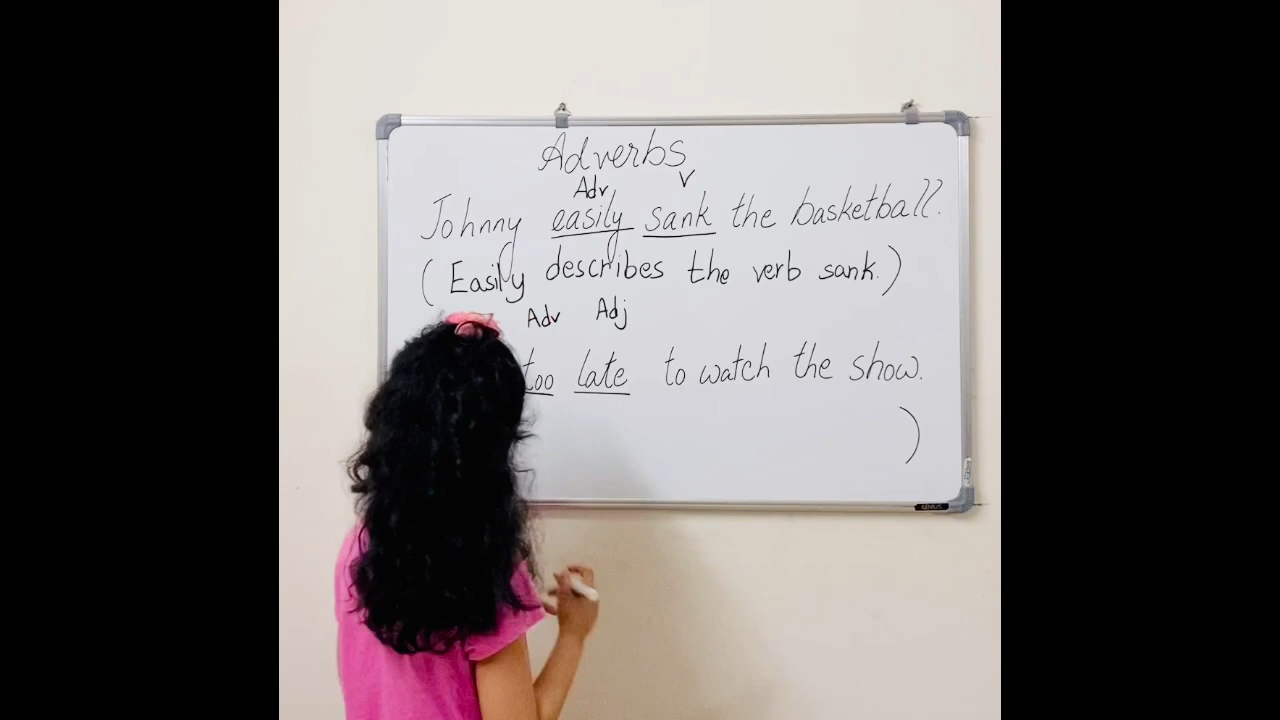 Adverbs
Adv V
Johnny easily sank the basketball.
(Easily describes the verb sank.)
Adv Adj
too late to watch the show.
)
GENIUS